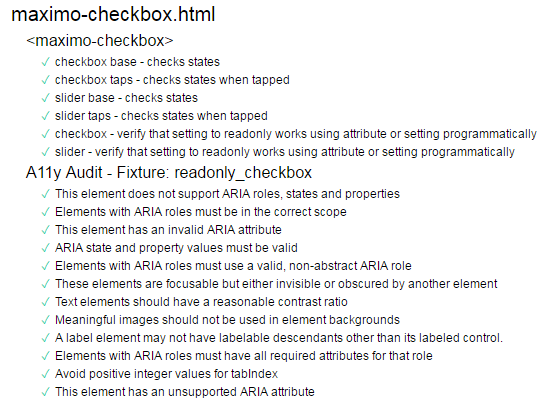 maximo-checkbox.html
<maximo-checkbox>
✓ checkbox base - checks states
✓ checkbox taps - checks states when tapped
✓ slider base - checks states
✓ slider taps - checks states when tapped
✓ checkbox - verify that setting to readonly works using attribute or setting programmatically
✓ slider - verify that setting to readonly works using attribute or setting programmatically
A11y Audit - Fixture: readonly_checkbox
✓ This element does not support ARIA roles, states and properties
✓ Elements with ARIA roles must be in the correct scope
✓ This element has an invalid ARIA attribute
✓ ARIA state and property values must be valid
✓ Elements with ARIA roles must use a valid, non-abstract ARIA role
✓ These elements are focusable but either invisible or obscured by another element
✓ Text elements should have a reasonable contrast ratio
✓ Meaningful images should not be used in element backgrounds
✓ A label element may not have labelable descendants other than its labeled control.
✓ Elements with ARIA roles must have all required attributes for that role
✓ Avoid positive integer values for tabIndex
✓ This element has an unsupported ARIA attribute